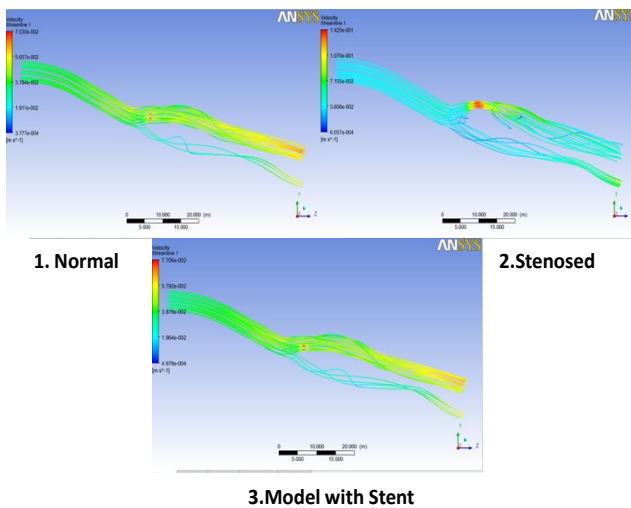 Velocity
Streamline 1
7.530e-002
5.657e-002
3.784e-002
1.911e-002
3.777e-004
[m s^-1]
ANSYS
0 10.000 20.000 (m)
5.000 15.000
Y
Z
Velocity
Streamline 1
1.425e-001
1.070e-001
7.155e-002
3.606e-002
6.057e-004
[m s^-1]
ANSYS
0 10.000 20.000 (m)
5.000 15.000
Y
Z
1. Normal
2.Stenosed
Velocity
Streamline 1
7.706e-002
5.792e-002
3.878e-002
1.964e-002
4.978e-004
[m s^-1]
ANSYS
0 10.000 20.000 (m)
5.000 15.000
Y
Z
3.Model with Stent